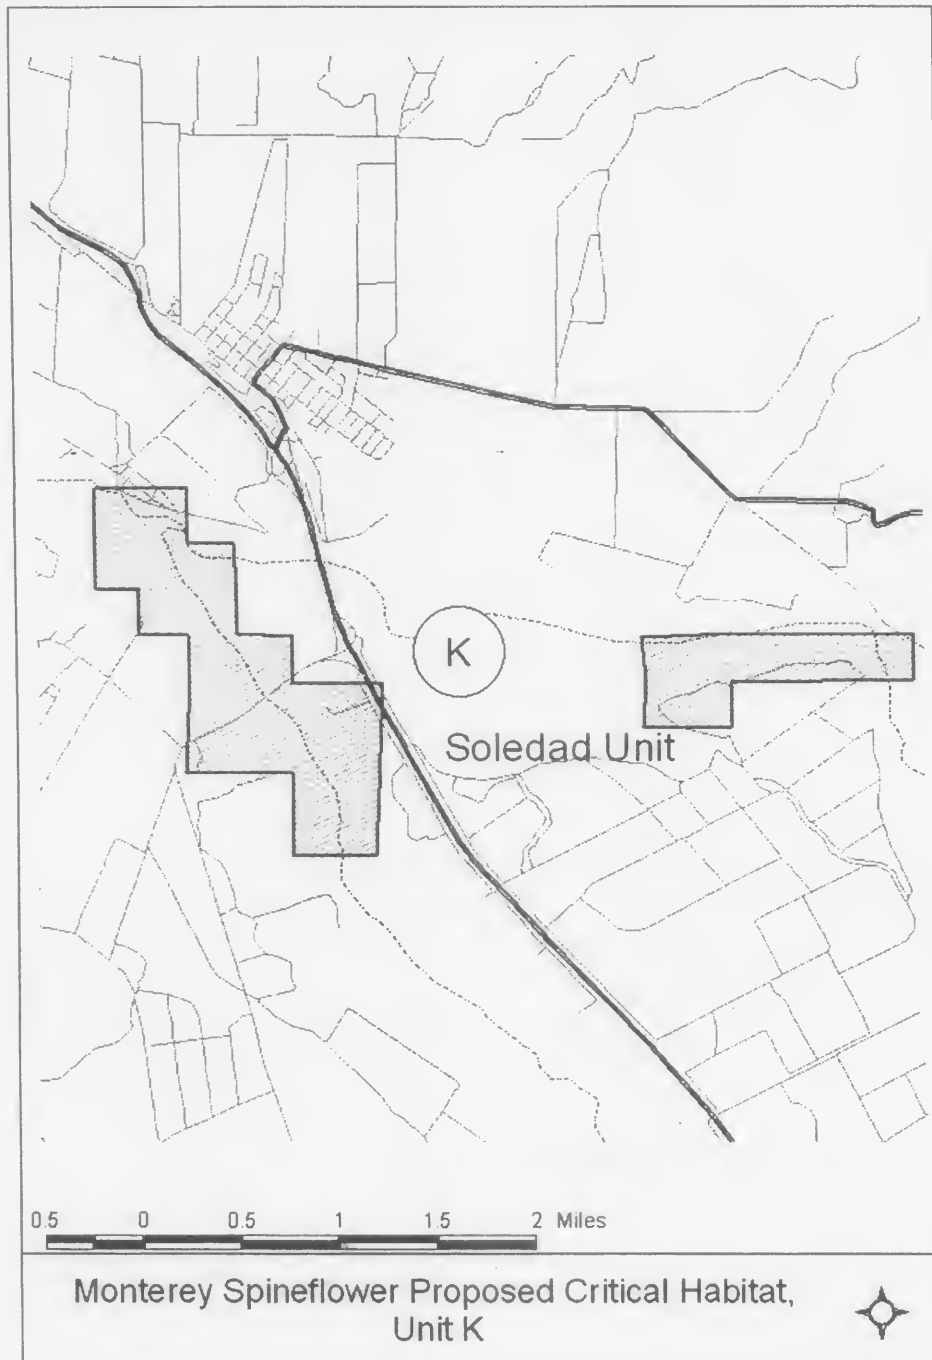 K
Soledad Unit
0.5 0 0.5 1 1.5 2 Miles
Monterey Spineflower Proposed Critical Habitat,
Unit K